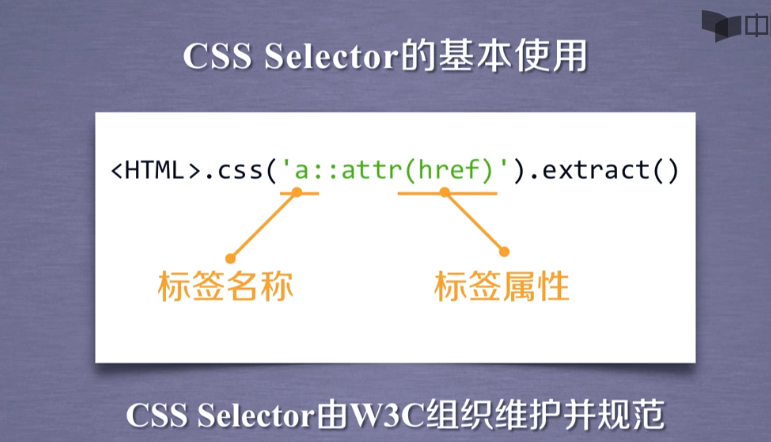 中
CSS Selector的基本使用
<HTML>.css('a::attr(href)').extract()
标签名称 标签属性
CSS Selector由W3C组织维护并规范